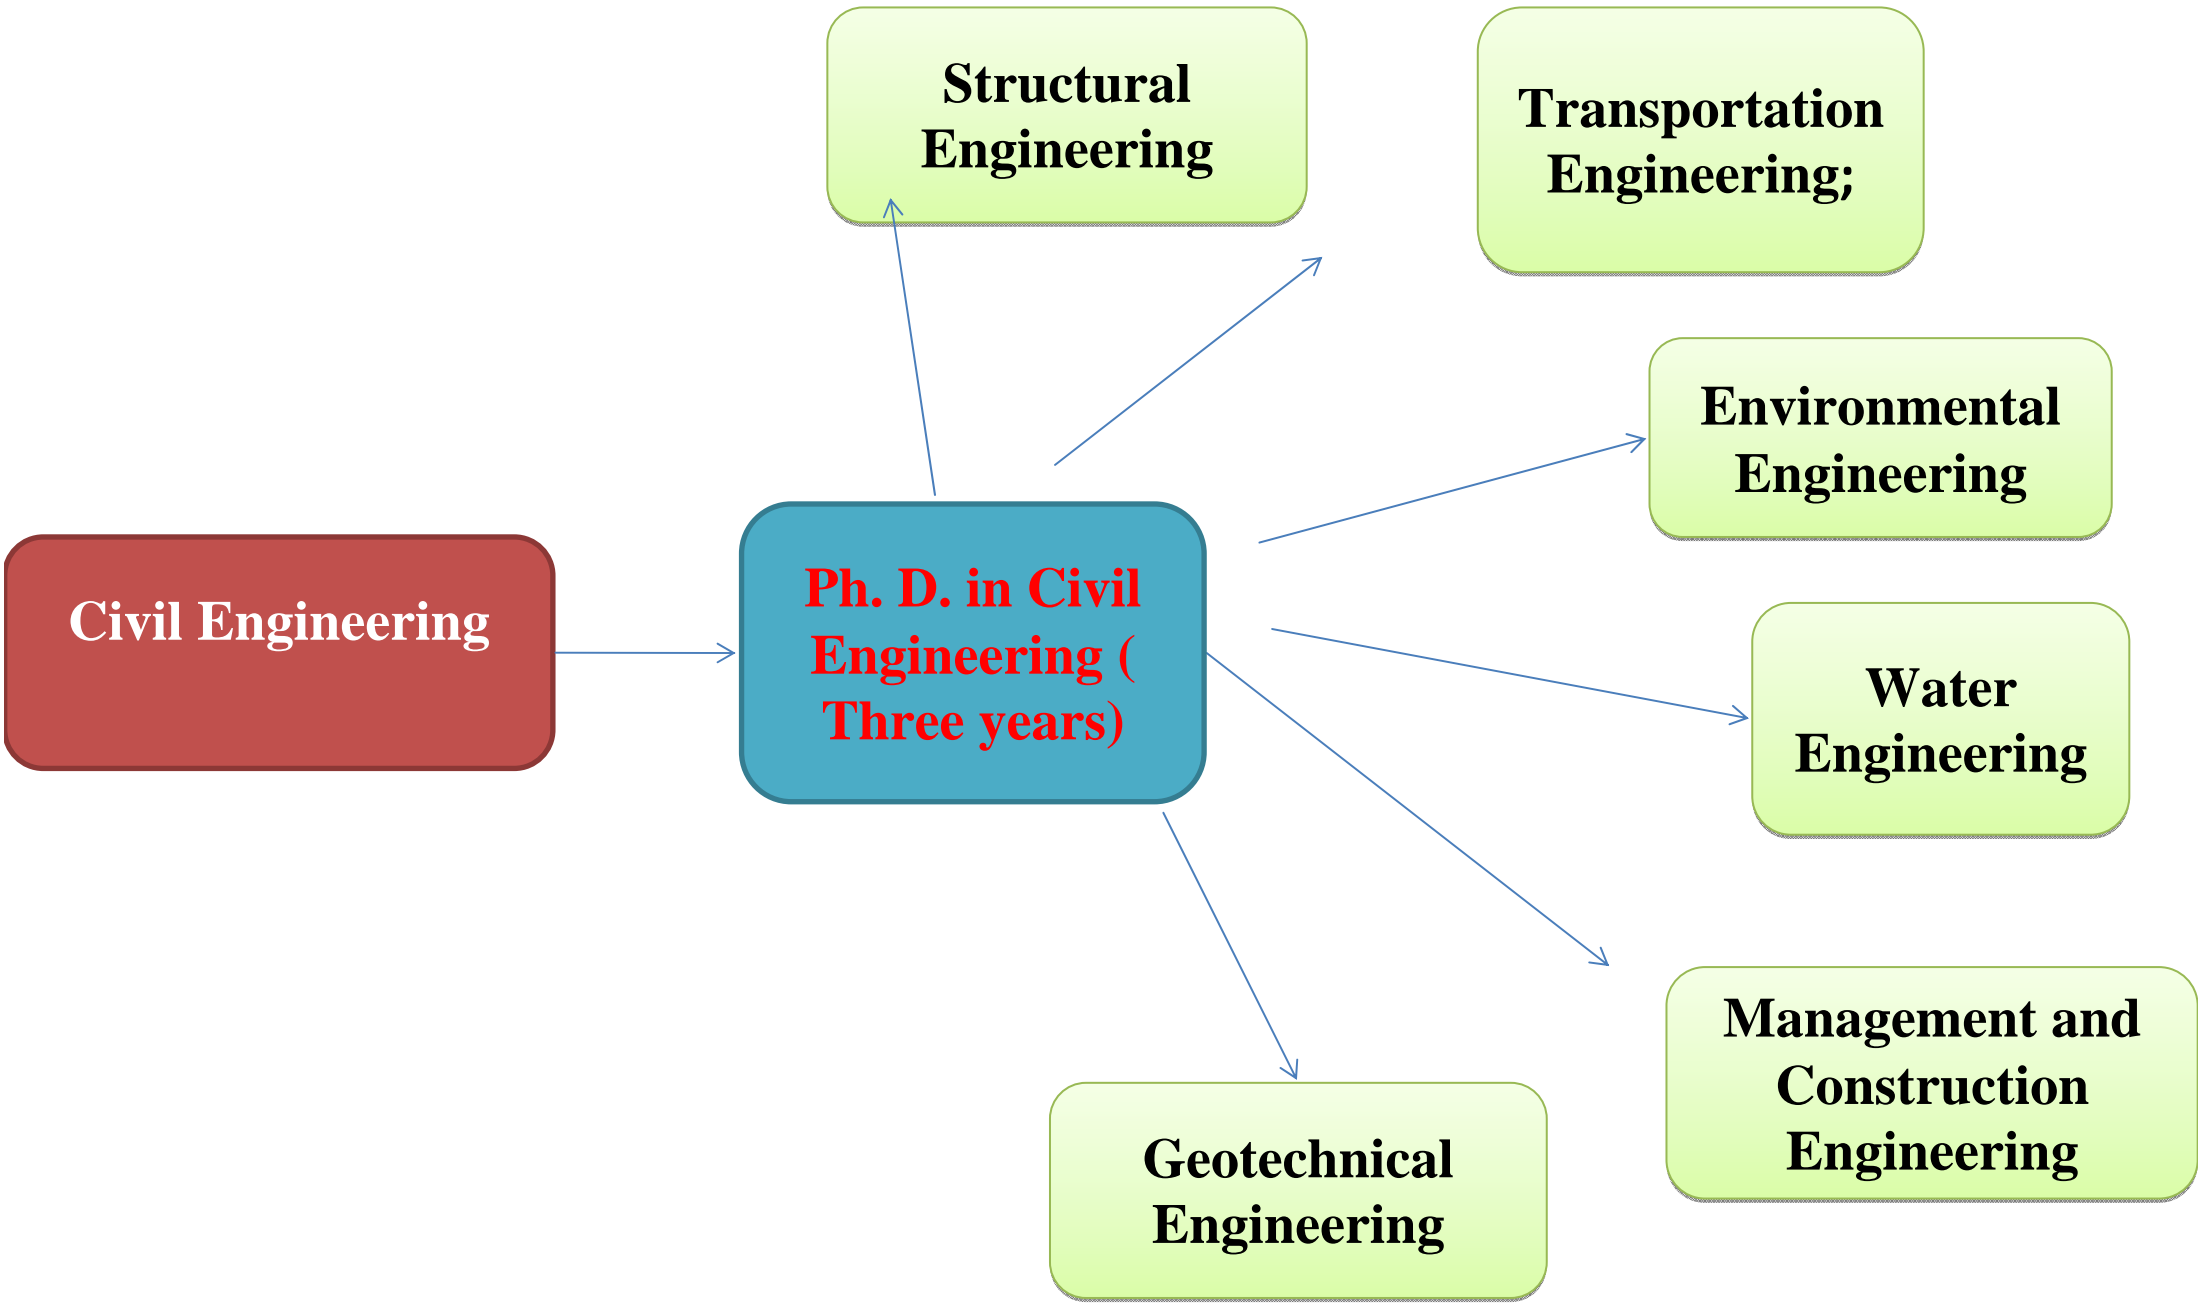 Structural
Engineering
Transportation
Engineering;
Environmental
Engineering
Civil Engineering
Ph. D. in Civil
Engineering (
Three years)
Water
Engineering
Management and
Construction
Engineering
Geotechnical
Engineering